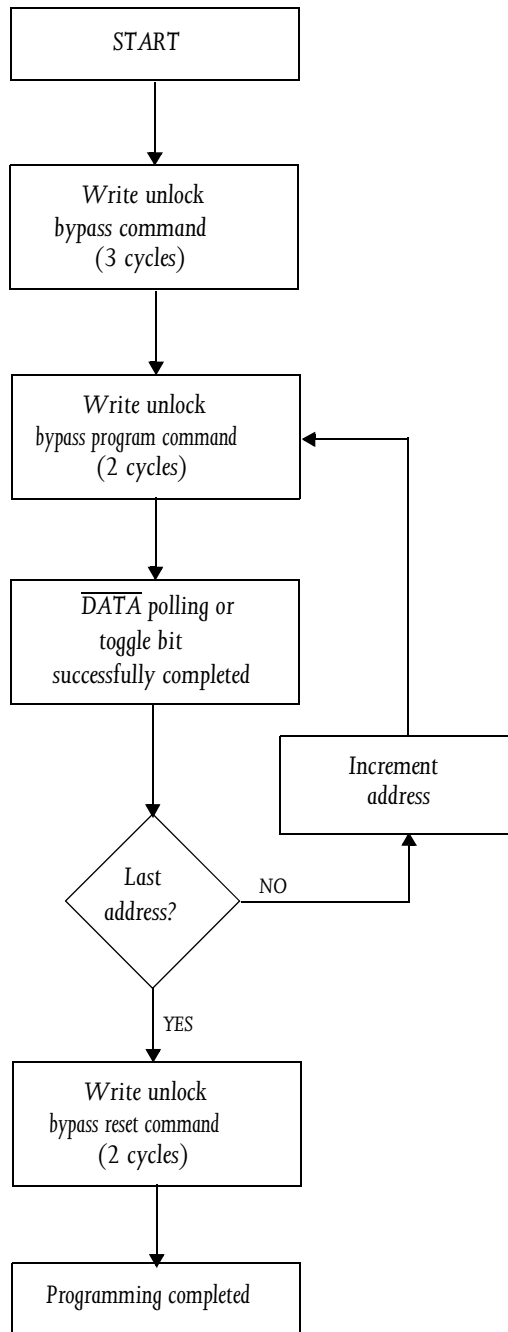 START
Write unlock
bypass command
(3 cycles)
Write unlock
bypass program command
(2 cycles)
D̅A̅T̅A̅ polling or
toggle bit
successfully completed
Increment
address
Last
address?
NO
YES
Write unlock
bypass reset command
(2 cycles)
Programming completed